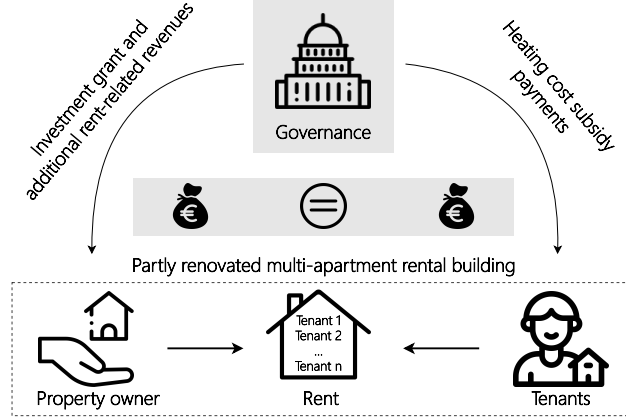 Investment grant and
additional rent-related revenues
Heating cost subsidy
payments
Governance
€
€
Partly renovated multi-apartment rental building
Tenant 1
Tenant 2
...
Tenant n
Property owner
Rent
Tenants